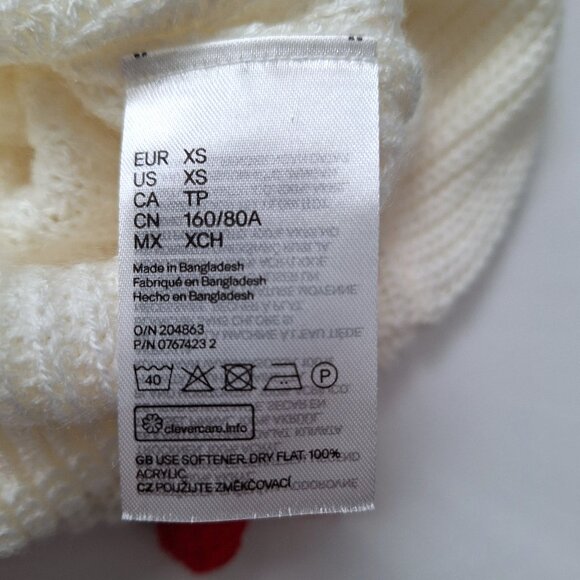 EUR XS
US XS
CA TP
CN 160/80A
MX XCH
Made in Bangladesh
Fabriqué en Bangladesh
Hecho en Bangladesh
O/N 204863
P/N 0767423 2
40 P
clevercare.info
GB USE SOFTENER. DRY FLAT. 100%
ACRYLIC.
CZ POUŽIJTE ZMĚKČOVACÍ